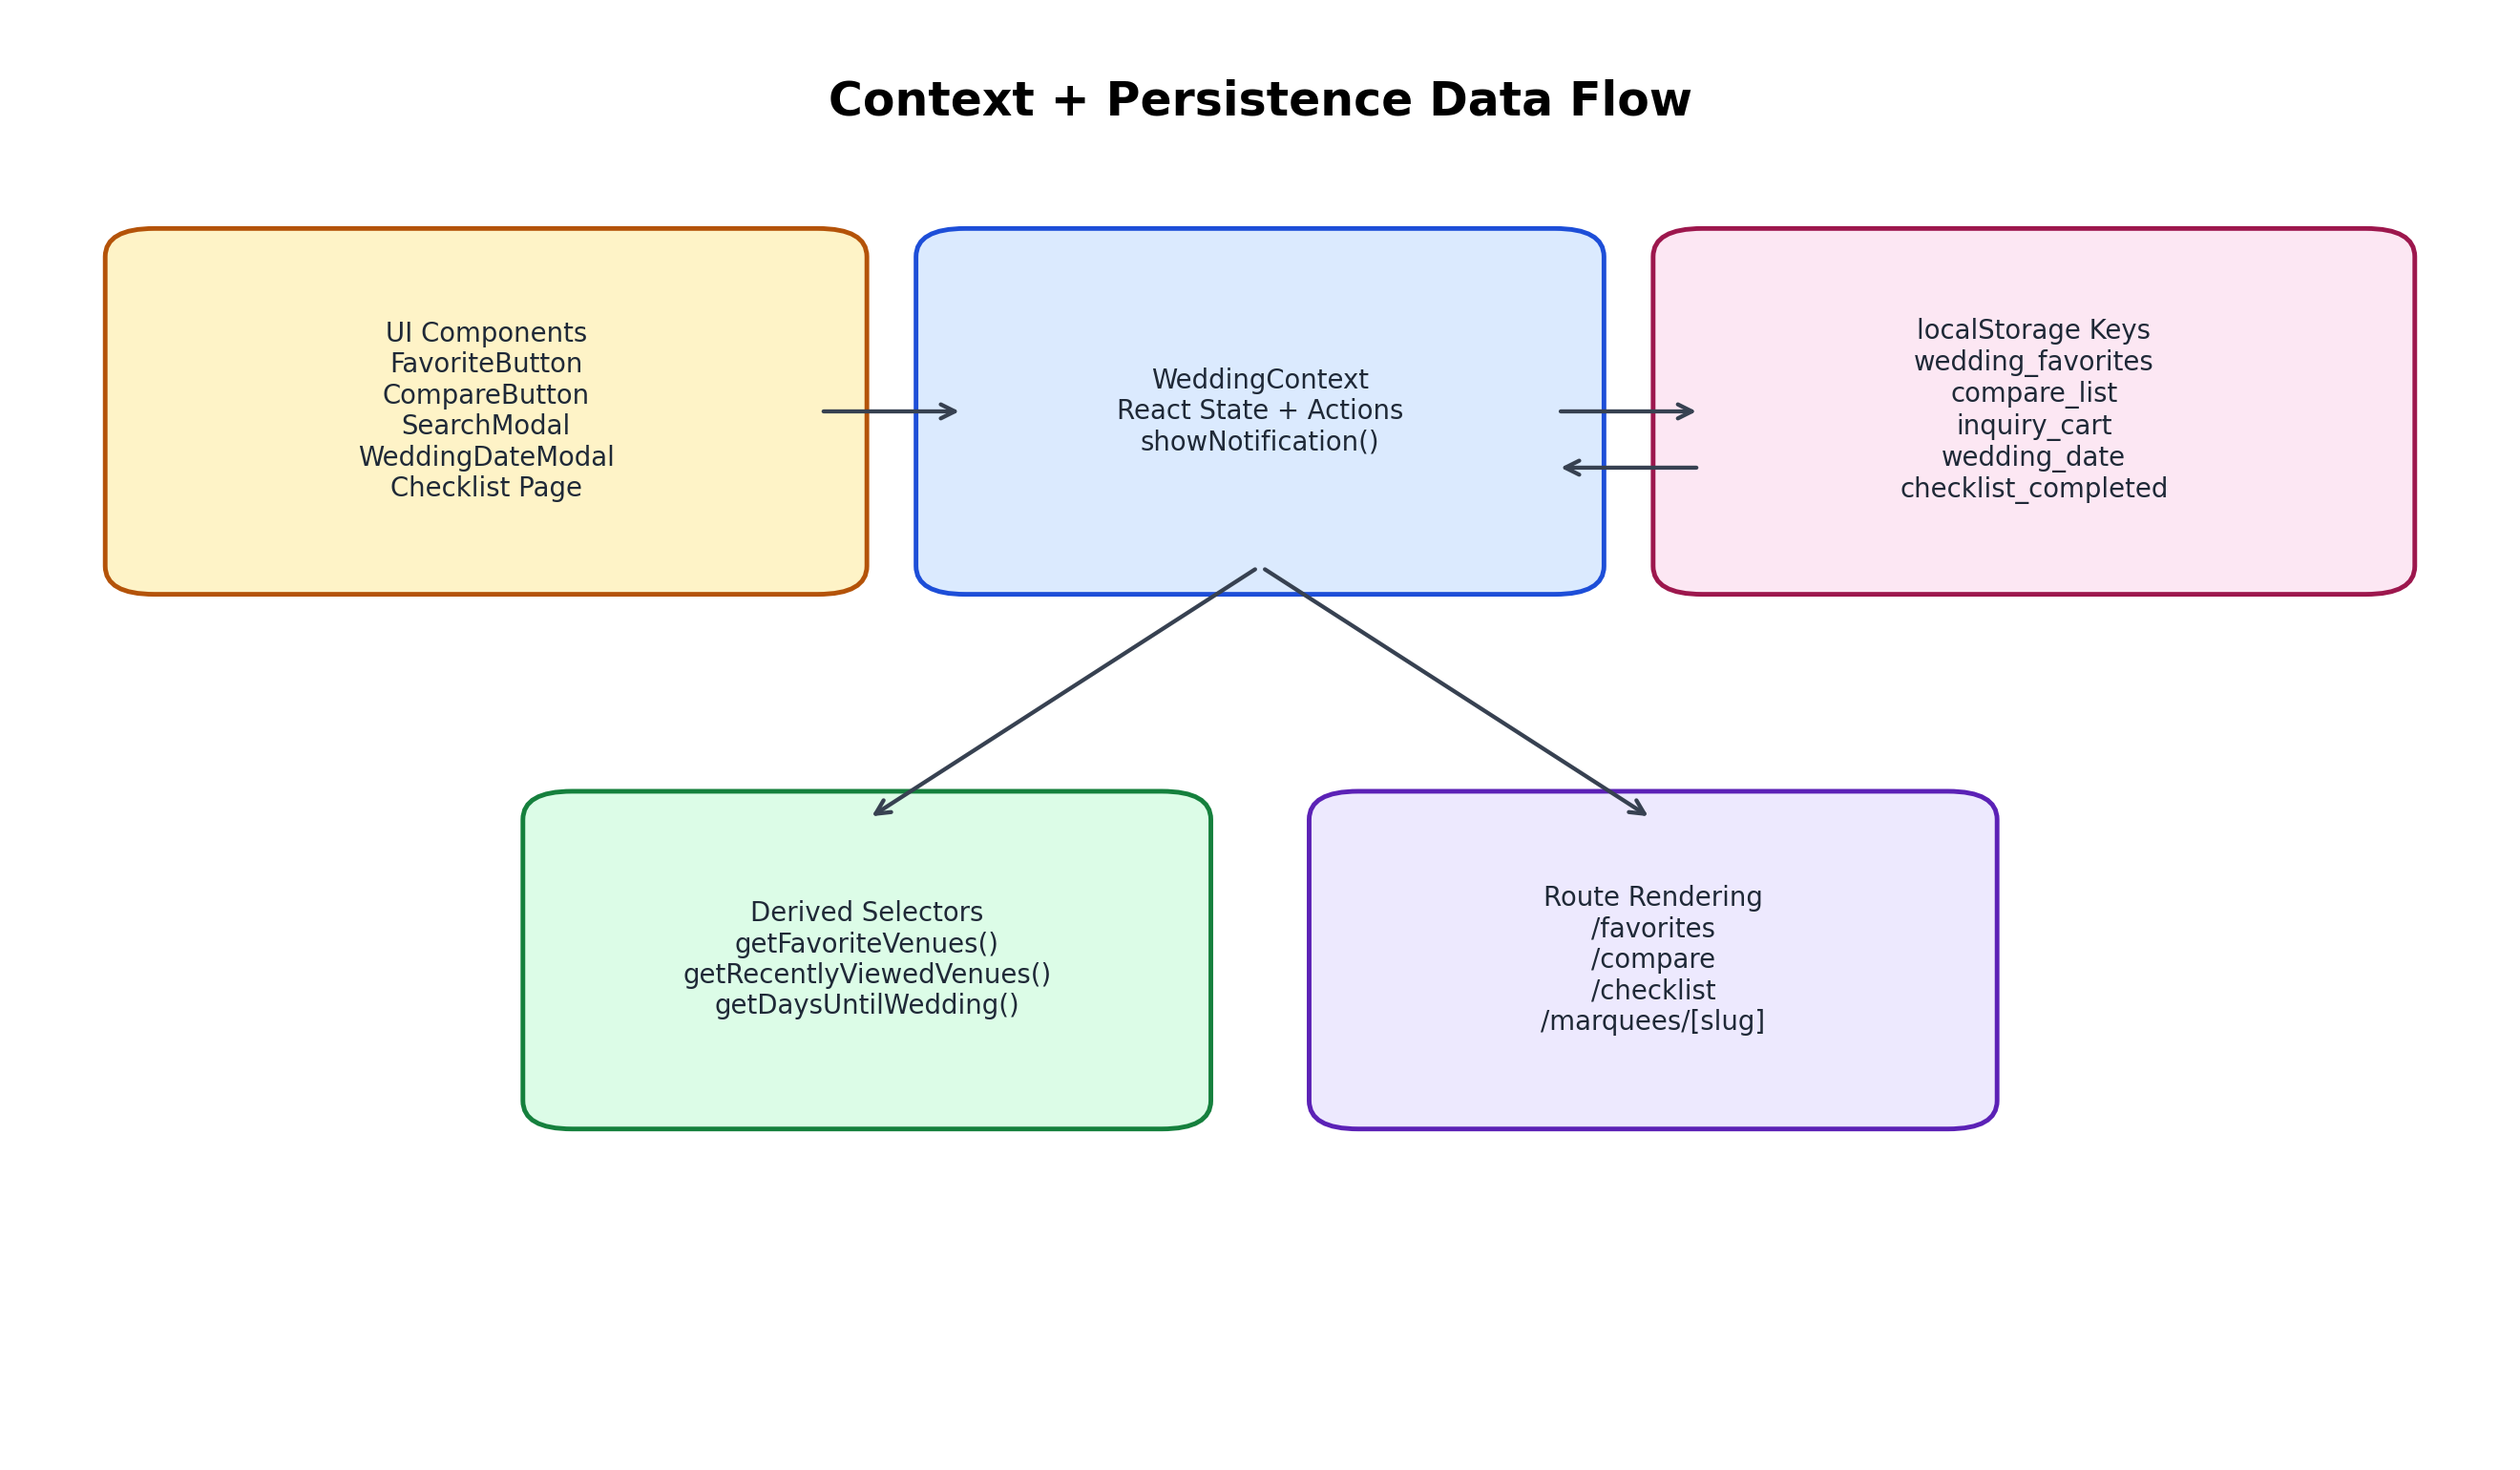 Context + Persistence Data Flow
UI Components
FavoriteButton
CompareButton
SearchModal
WeddingDateModal
Checklist Page
WeddingContext
React State + Actions
showNotification()
localStorage Keys
wedding_favorites
compare_list
inquiry_cart
wedding_date
checklist_completed
Derived Selectors
getFavoriteVenues()
getRecentlyViewedVenues()
getDaysUntilWedding()
Route Rendering
/favorites
/compare
/checklist
/marquees/[slug]